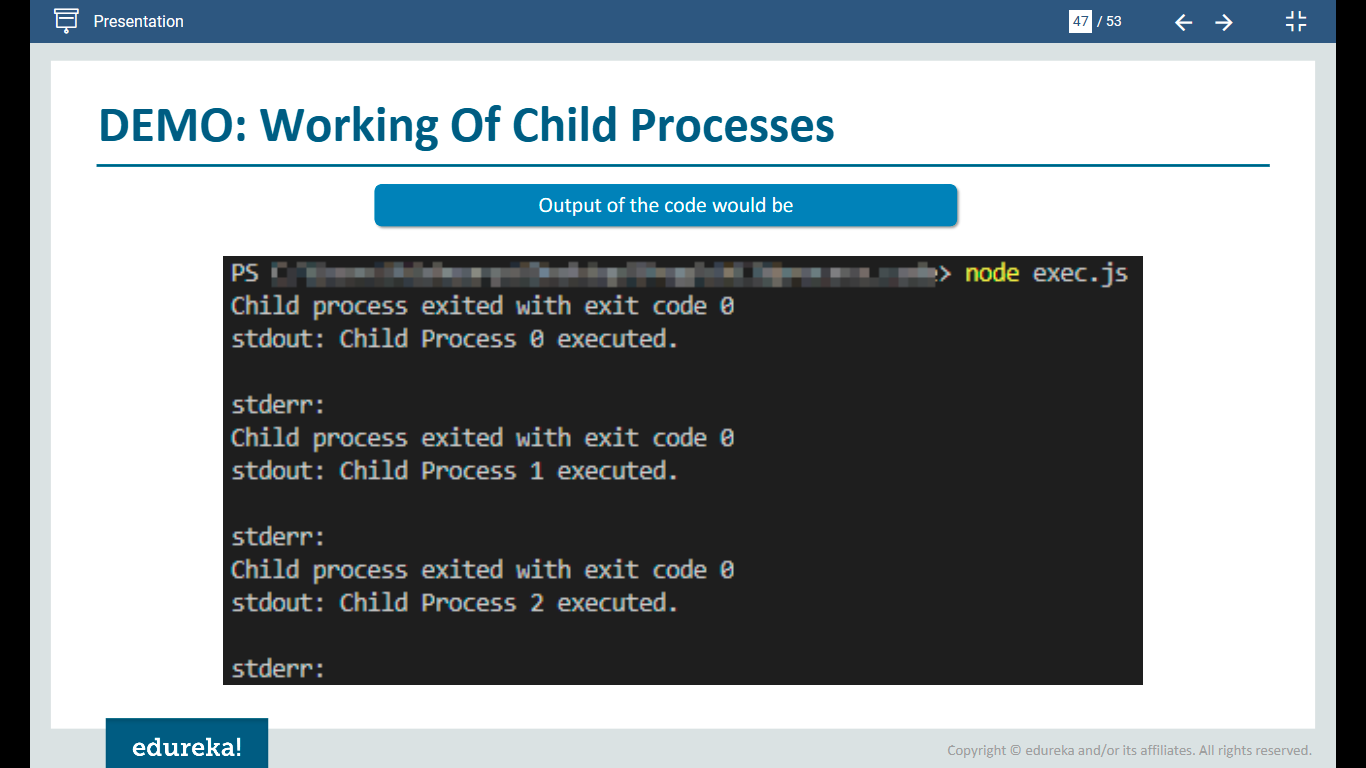 Presentation
47 / 53
DEMO: Working Of Child Processes
Output of the code would be
PS > node exec.js
Child process exited with exit code 0
stdout: Child Process 0 executed.
stderr:
Child process exited with exit code 0
stdout: Child Process 1 executed.
stderr:
Child process exited with exit code 0
stdout: Child Process 2 executed.
stderr:
edureka!
Copyright © edureka and/or its affiliates. All rights reserved.